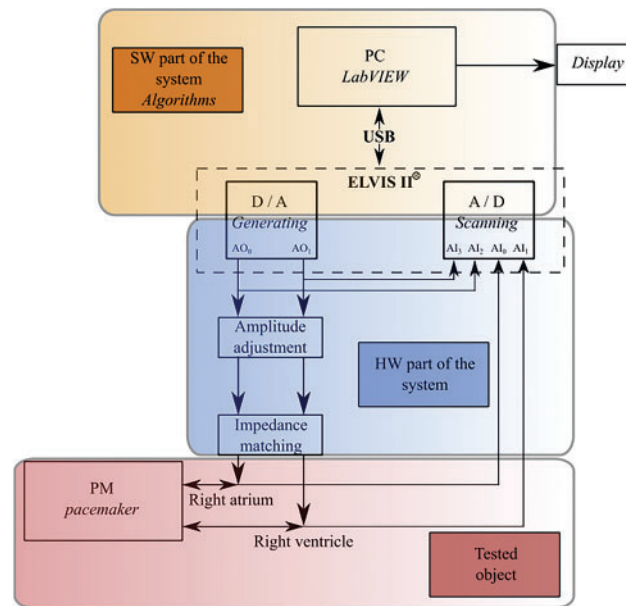 SW part of the
system
Algorithms
PC
LabVIEW
Display
USB
ELVIS II®
D / A
Generating
AO₀ AO₁
A / D
Scanning
AI₃ AI₂ AI₀ AI₁
Amplitude
adjustment
HW part of the
system
Impedance
matching
PM
pacemaker
Right atrium
Right ventricle
Tested
object